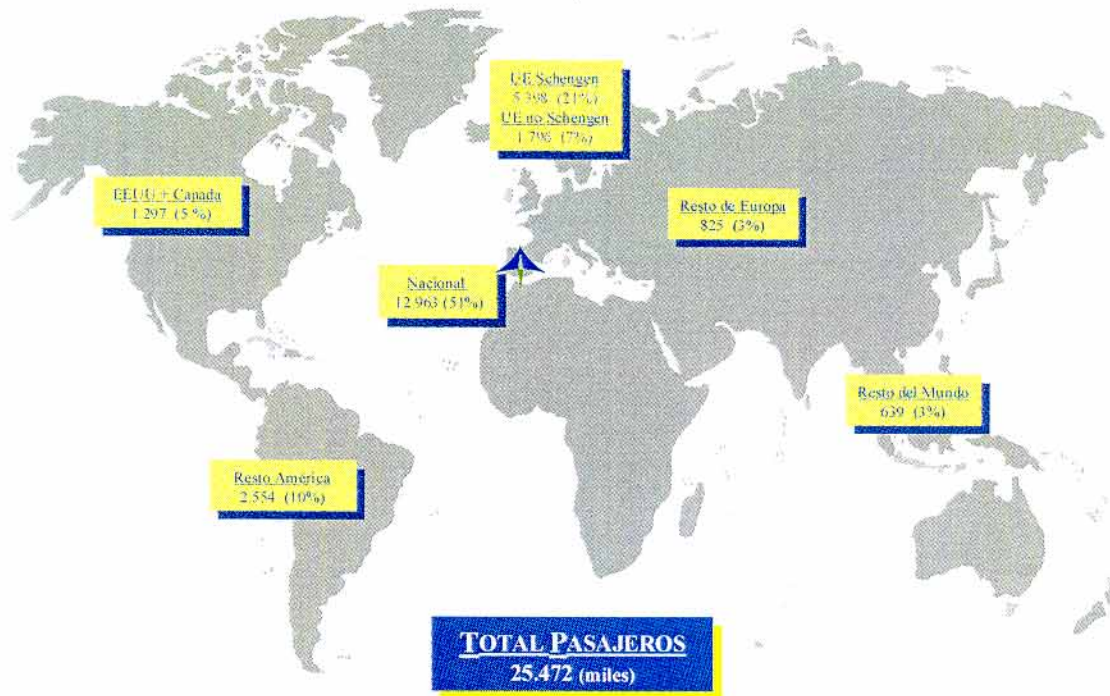 UE Schengen
5.398 (21%)
UE no Schengen
1.796 (7%)
EEUU + Canada
1.297 (5 %)
Resto de Europa
825 (3%)
Nacional
12.963 (51%)
Resto del Mundo
639 (3%)
Resto América
2.554 (10%)
TOTAL PASAJEROS
25.472 (miles)